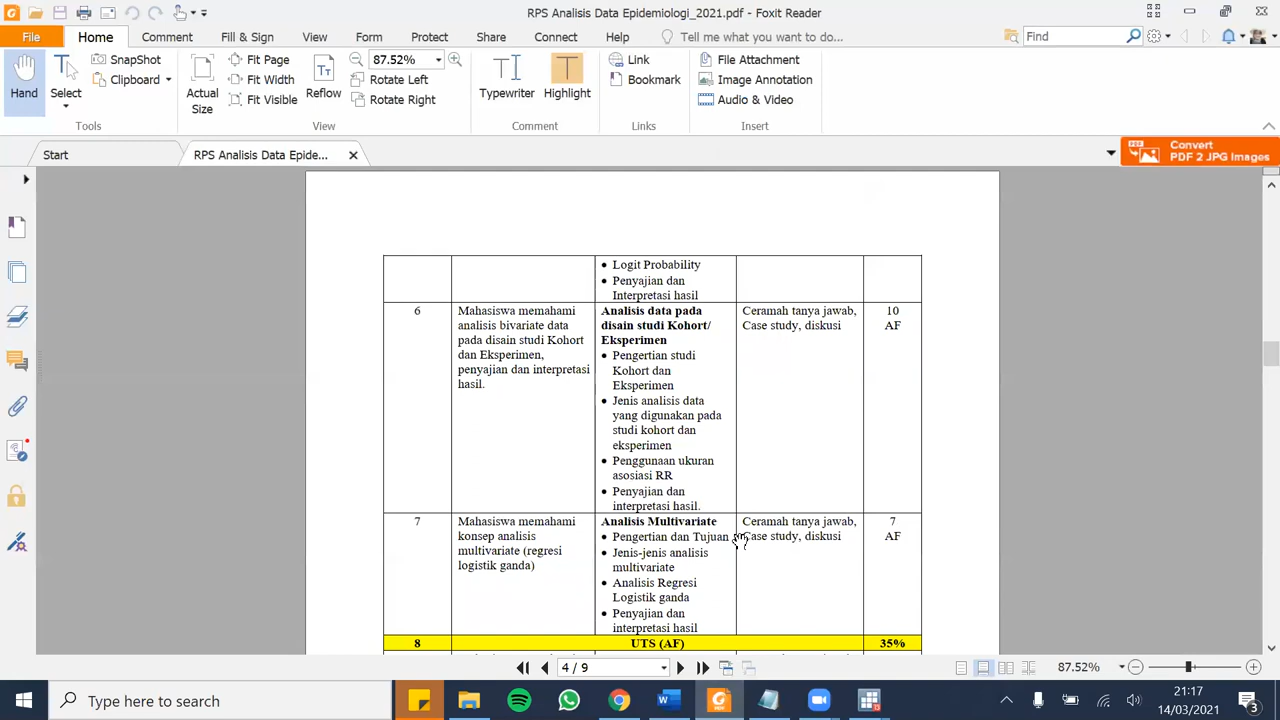 RPS Analisis Data Epidemiologi_2021.pdf - Foxit Reader
File
Home
Comment
Fill & Sign
View
Form
Protect
Share
Connect
Help
Tell me what you want to do...
Find
Hand
Select
SnapShot
Clipboard
Actual
Size
Fit Page
Fit Width
Fit Visible
Reflow
87.52%
Rotate Left
Rotate Right
Typewriter
Highlight
Link
Bookmark
File Attachment
Image Annotation
Audio & Video
Tools
View
Comment
Links
Insert
Start
RPS Analisis Data Epide...
Convert
PDF 2 JPG Images
• Logit Probability
• Penyajian dan
Interpretasi hasil
6
Mahasiswa memahami
analisis bivariate data
pada disain studi Kohort
dan Eksperimen,
penyajian dan interpretasi
hasil.
Analisis data pada
disain studi Kohort/
Eksperimen
• Pengertian studi
Kohort dan
Eksperimen
• Jenis analisis data
yang digunakan pada
studi kohort dan
eksperimen
• Penggunaan ukuran
asosiasi RR
• Penyajian dan
interpretasi hasil.
Ceramah tanya jawab,
Case study, diskusi
10
AF
7
Mahasiswa memahami
konsep analisis
multivariate (regresi
logistik ganda)
Analisis Multivariate
• Pengertian dan Tujuan
• Jenis-jenis analisis
multivariate
• Analisis Regresi
Logistik ganda
• Penyajian dan
interpretasi hasil
Ceramah tanya jawab,
Case study, diskusi
7
AF
8
UTS (AF)
35%
4 / 9
87.52%
Type here to search
21:17
14/03/2021
3